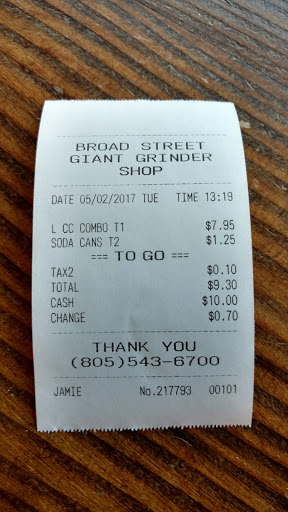 BROAD STREET
GIANT GRINDER
SHOP
DATE 05/02/2017 TUE TIME 13:19
L CC COMBO T1 $7.95
SODA CANS T2 $1.25
=== TO GO ===
TAX2 $0.10
TOTAL $9.30
CASH $10.00
CHANGE $0.70
THANK YOU
(805)543-6700
JAMIE No.217793 00101